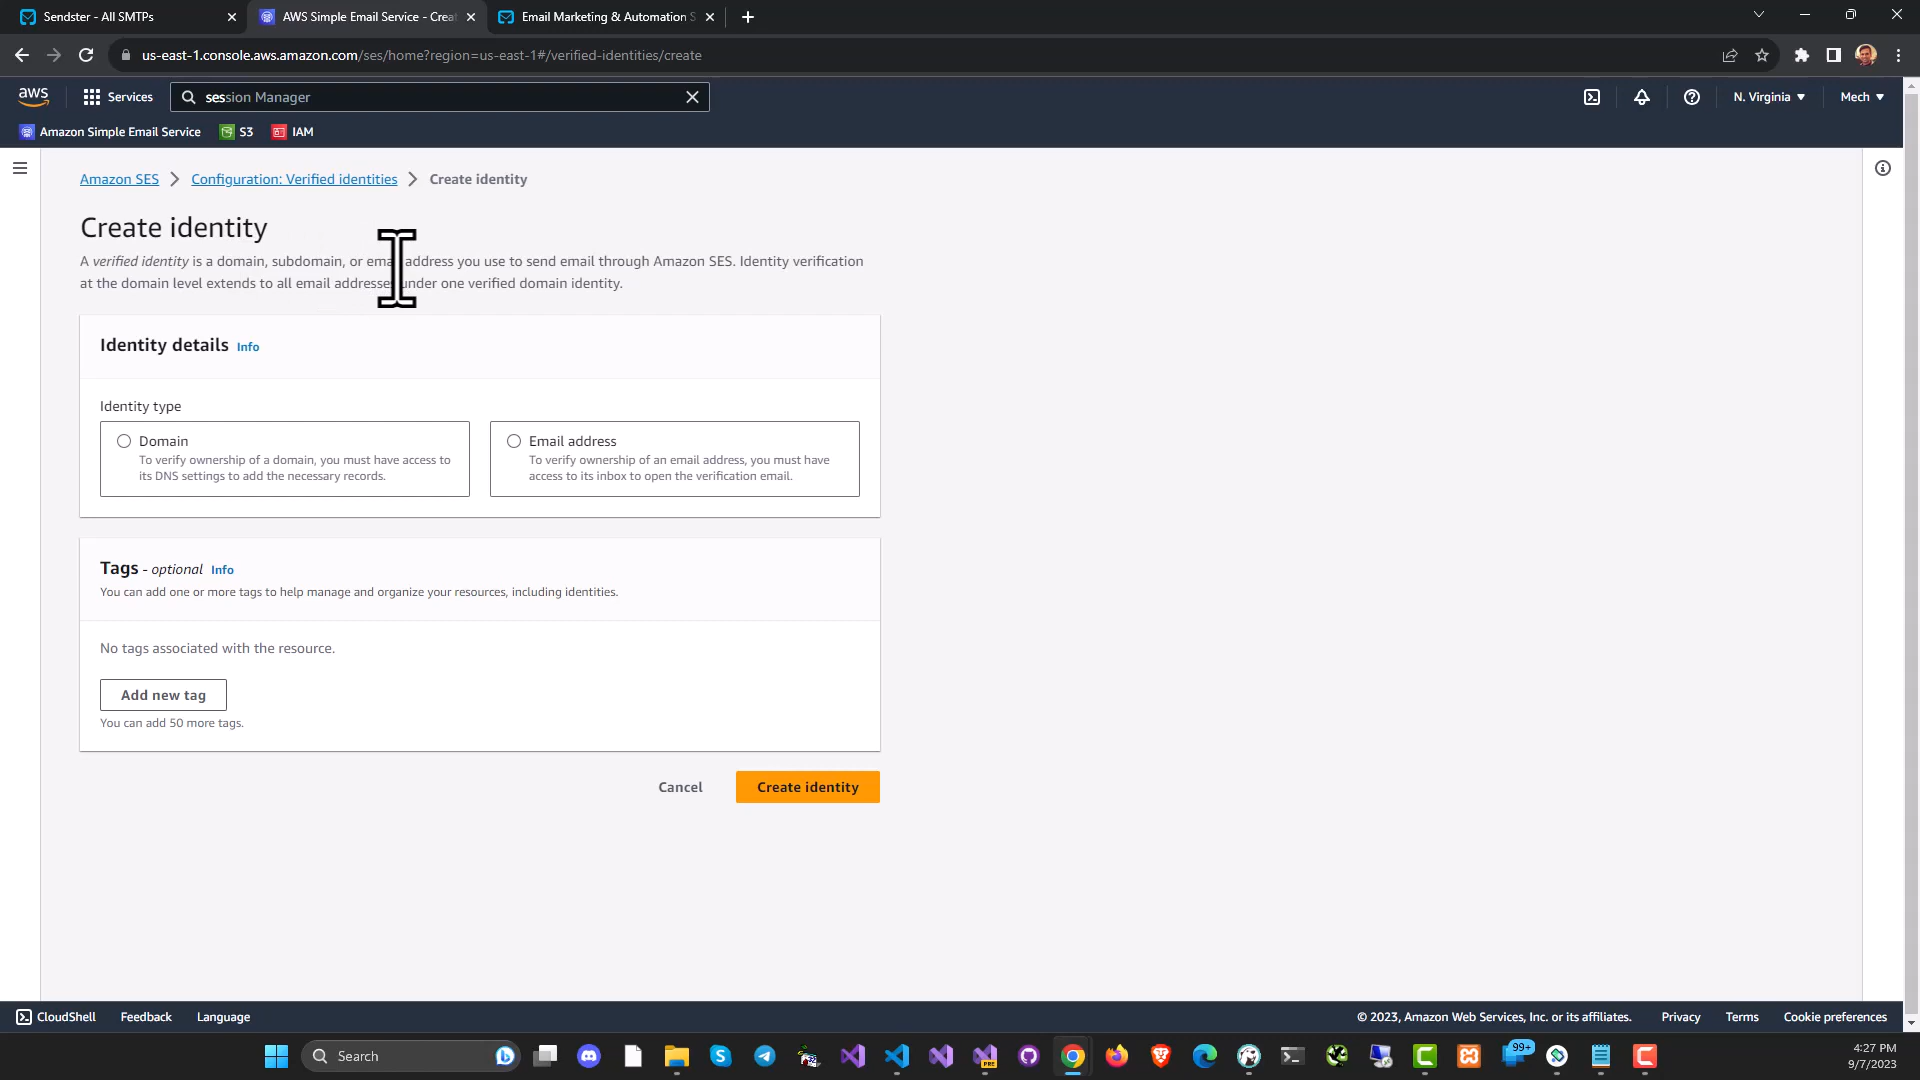 Sendster - All SMTPs
AWS Simple Email Service - Crea
Email Marketing & Automation S
us-east-1.console.aws.amazon.com/ses/home?region=us-east-1#/verified-identities/create
aws
Services
session Manager
N. Virginia
Mech
Amazon Simple Email Service
S3
IAM
Amazon SES
Configuration: Verified identities
Create identity
Create identity
A verified identity is a domain, subdomain, or email address you use to send email through Amazon SES. Identity verification
at the domain level extends to all email addresses under one verified domain identity.
Identity details Info
Identity type
Domain
To verify ownership of a domain, you must have access to
its DNS settings to add the necessary records.
Email address
To verify ownership of an email address, you must have
access to its inbox to open the verification email.
Tags - optional Info
You can add one or more tags to help manage and organize your resources, including identities.
No tags associated with the resource.
Add new tag
You can add 50 more tags.
Cancel
Create identity
CloudShell
Feedback
Language
© 2023, Amazon Web Services, Inc. or its affiliates.
Privacy
Terms
Cookie preferences
Search
PRE
99+
4:27 PM
9/7/2023